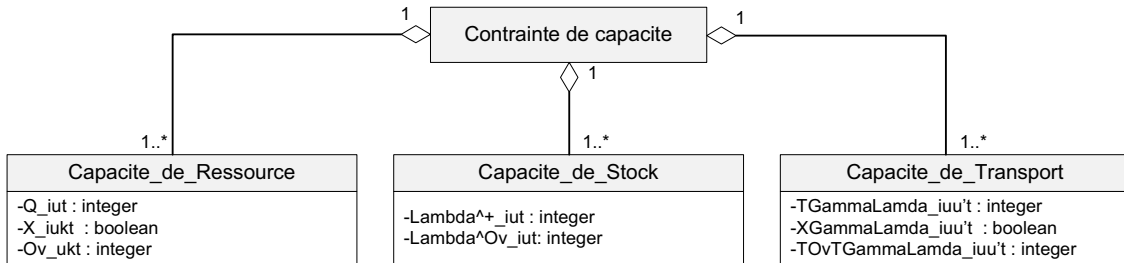 1 Contrainte de capacite 1
1
1..* 1..* 1..*
Capacite_de_Ressource
-Q_iut : integer
-X_iukt : boolean
-Ov_ukt : integer
Capacite_de_Stock
-Lambda^+_iut : integer
-Lambda^Ov_iut: integer
Capacite_de_Transport
-TGammaLamda_iuu't : integer
-XGammaLamda_iuu't : boolean
-TOvTGammaLamda_iuu't : integer